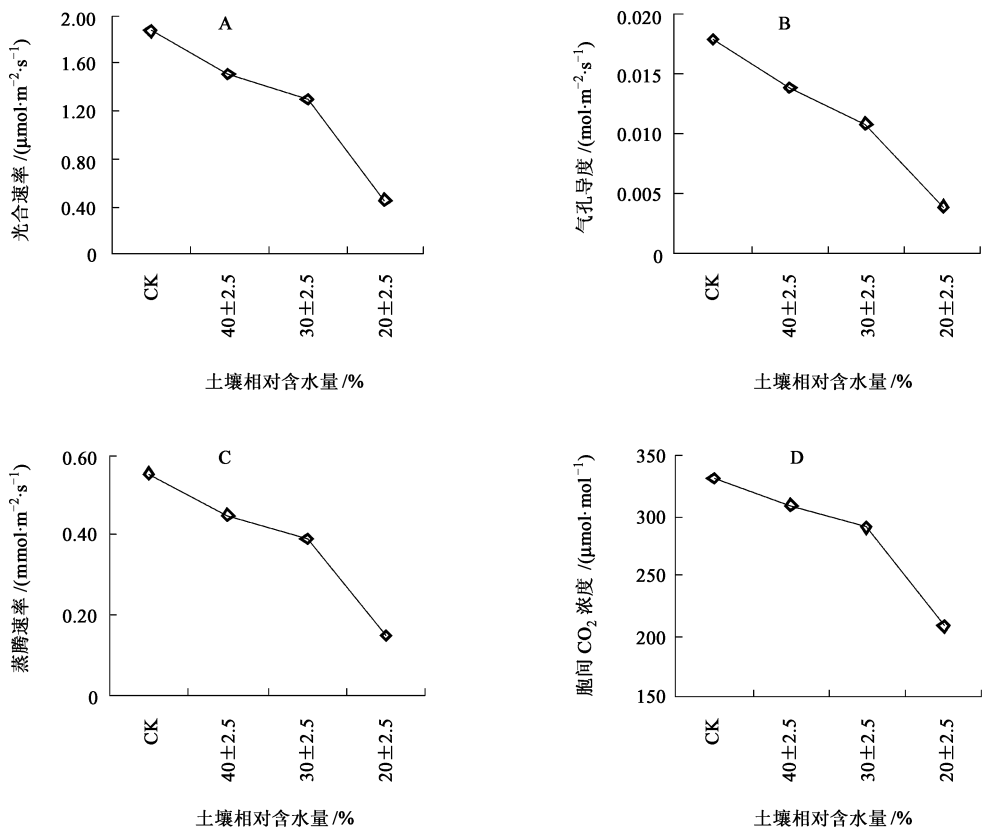 A
光合速率 /(μmol·m⁻²·s⁻¹)
2.00
1.60
1.20
0.80
0.40
0
CK
40±2.5
30±2.5
20±2.5
土壤相对含水量 /%
B
气孔导度 /(mol·m⁻²·s⁻¹)
0.020
0.015
0.010
0.005
0
CK
40±2.5
30±2.5
20±2.5
土壤相对含水量 /%
C
蒸腾速率 /(mmol·m⁻²·s⁻¹)
0.60
0.40
0.20
0
CK
40±2.5
30±2.5
20±2.5
土壤相对含水量 /%
D
胞间 CO₂ 浓度 /(μmol·mol⁻¹)
350
300
250
200
150
CK
40±2.5
30±2.5
20±2.5
土壤相对含水量 /%